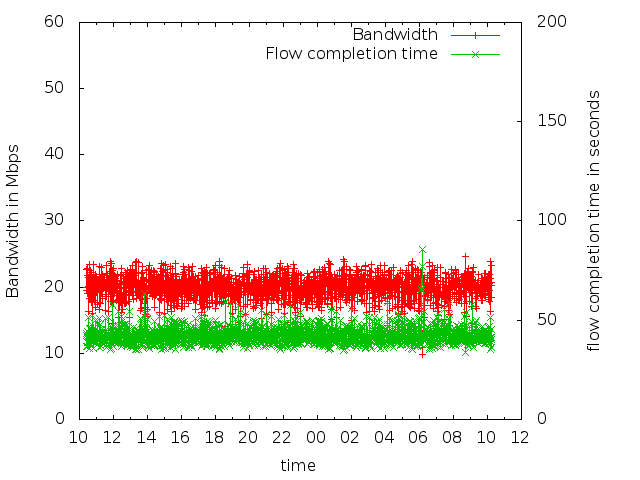 60
50
40
30
20
10
0
200
150
100
50
0
Bandwidth
Flow completion time
Bandwidth in Mbps
flow completion time in seconds
10 12 14 16 18 20 22 00 02 04 06 08 10 12
time